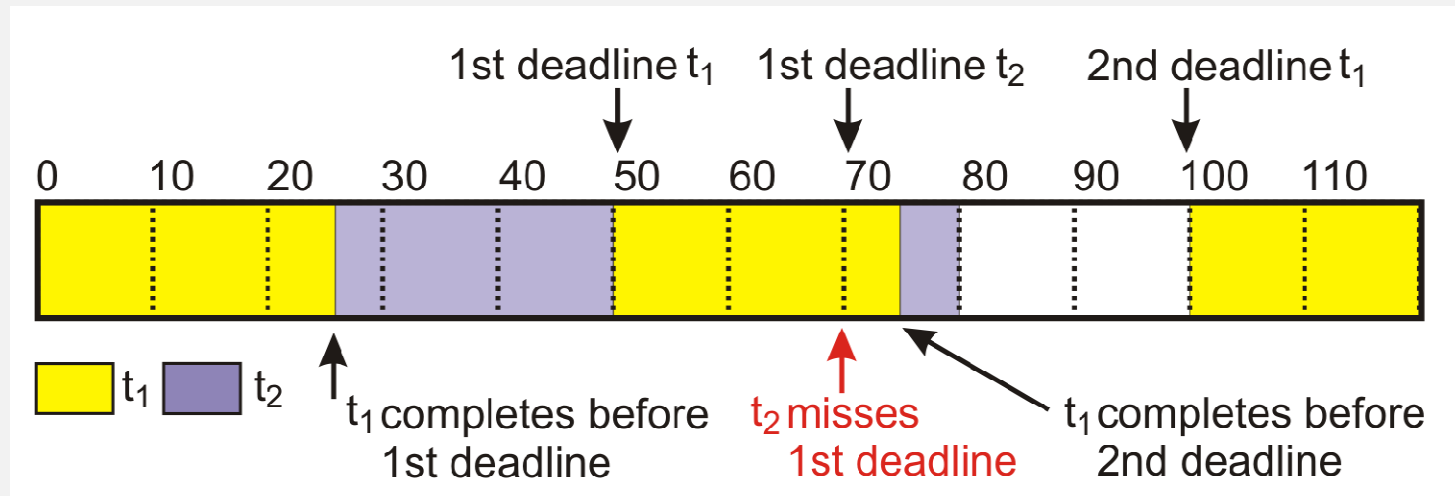 1st deadline t₁ 1st deadline t₂ 2nd deadline t₁
0 10 20 30 40 50 60 70 80 90 100 110
t₁ t₂
t₁ completes before
1st deadline
t₂ misses
1st deadline
t₁ completes before
2nd deadline